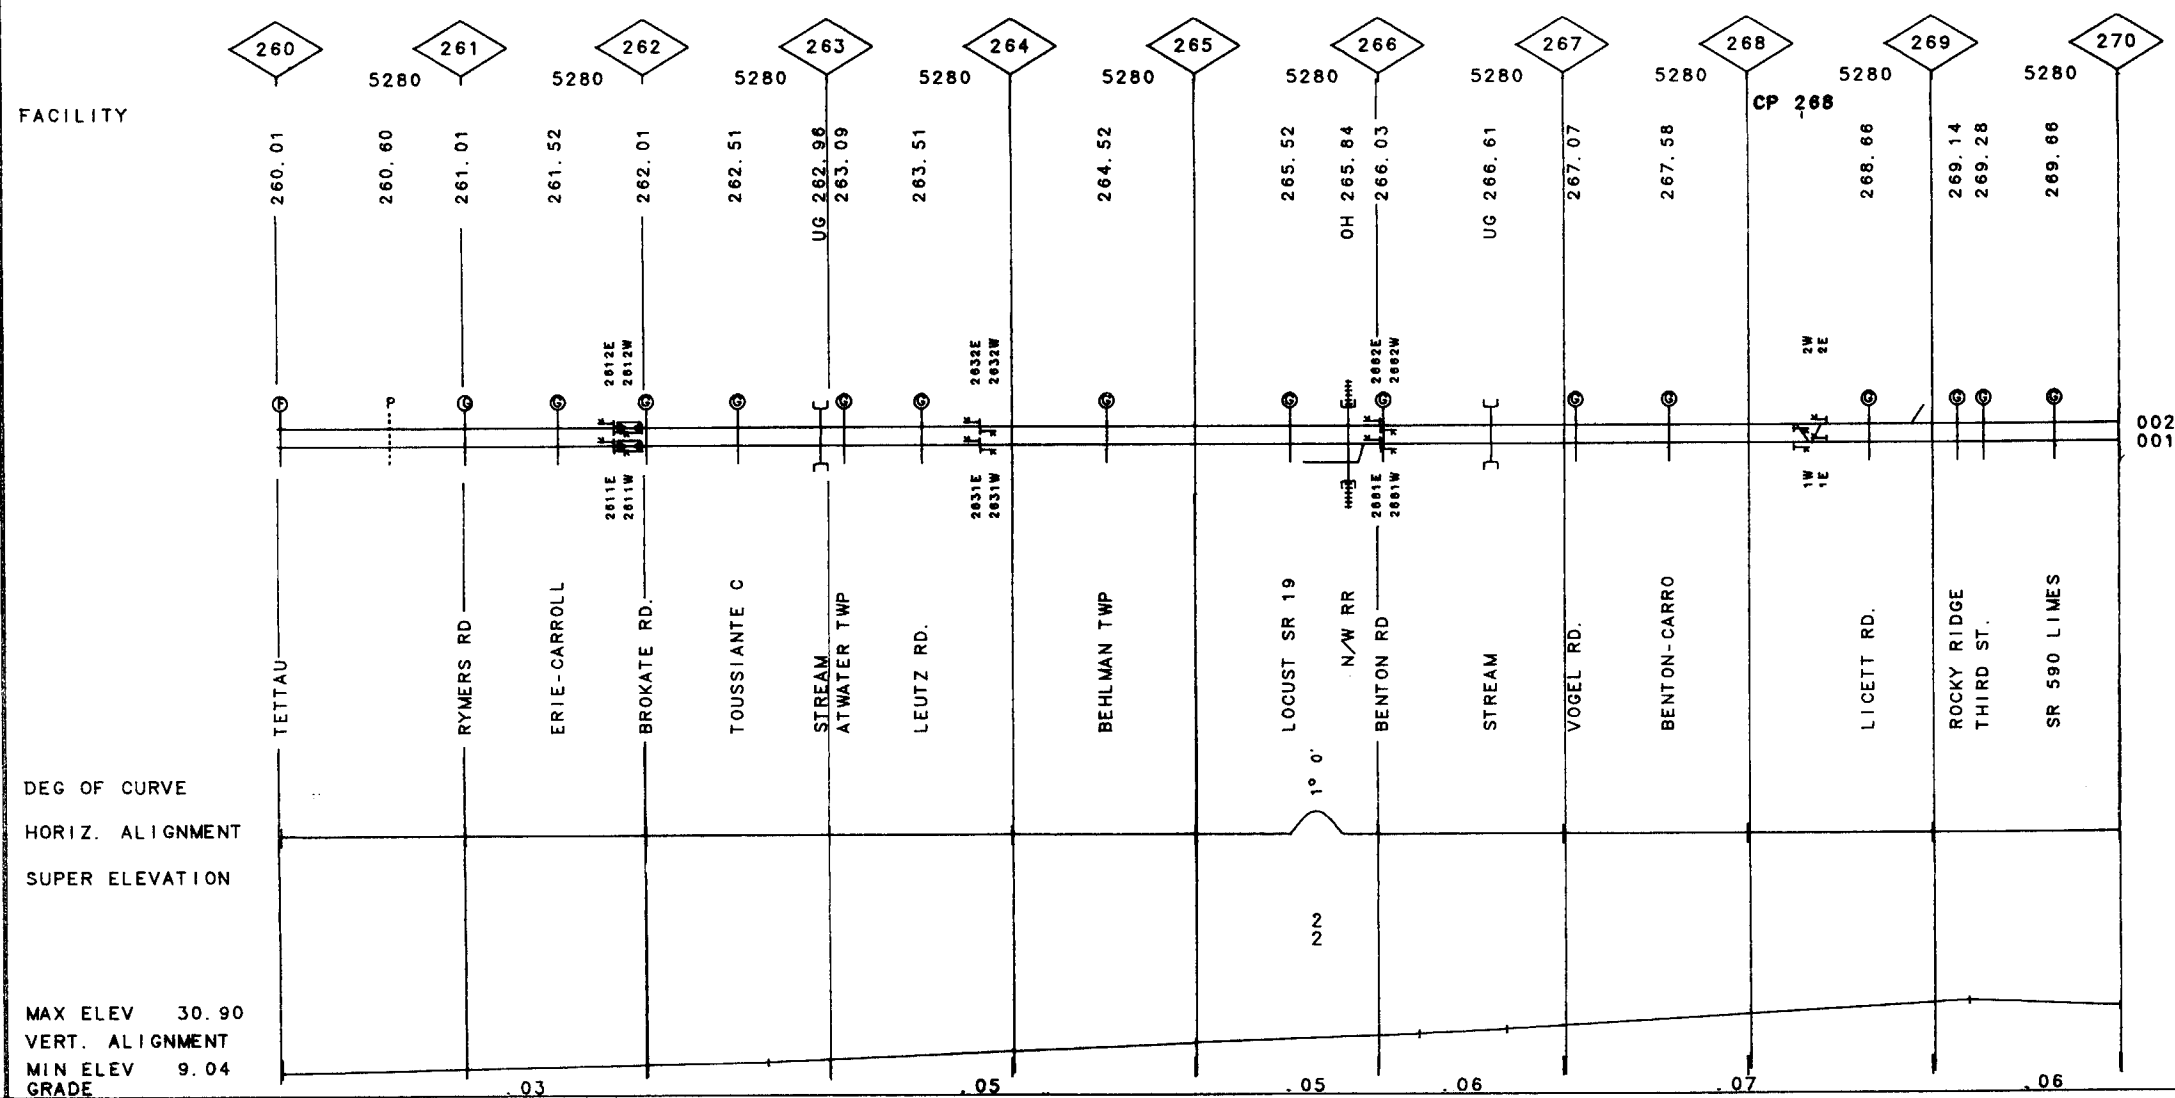 260 261 262 263 264 265 266 267 268 269 270
5280 5280 5280 5280 5280 5280 5280 5280 5280 5280
CP 268
FACILITY
260.01 260.60 261.01 261.52 262.01 262.51 UG 262.96 263.09 263.51 264.52 265.52 OH 265.84 266.03 UG 266.61 267.07 267.58 268.66 269.14 269.28 269.66
2612E 2612W 2632E 2632W 2662E 2662W 2W 2E
F P G G G G G G G G G G G G G G G
002
001
2611E 2611W 2631E 2631W 2661E 2661W 1W 1E
TETTAU RYMERS RD. ERIE-CARROLL BROKATE RD. TOUSSIANTE C STREAM ATWATER TWP LEUTZ RD. BEHLMAN TWP LOCUST SR 19 N/W RR BENTON RD STREAM VOGEL RD. BENTON-CARRO LICETT RD. ROCKY RIDGE THIRD ST. SR 590 LIMES
DEG OF CURVE 1° 0'
HORIZ. ALIGNMENT
SUPER ELEVATION
2
2
MAX ELEV 30.90
VERT. ALIGNMENT
MIN ELEV 9.04
GRADE .03 .05 .05 .06 .07 .06